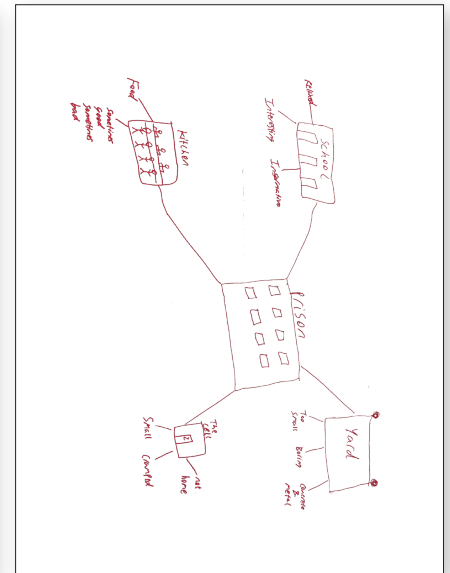 Prison
School
Relaxed
Interesting
Informative
Kitchen
Food
sometimes
good
sometimes
bad
Yard
Too
small
Boring
concrete
&
metal
The
cell
Small
Cramped
not
home